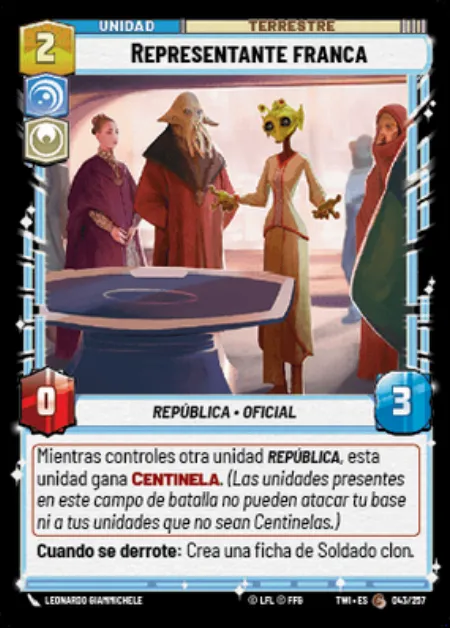 UNIDAD
TERRESTRE
2
REPRESENTANTE FRANCA
0
REPÚBLICA • OFICIAL
3
Mientras controles otra unidad REPÚBLICA, esta
unidad gana CENTINELA. (Las unidades presentes
en este campo de batalla no pueden atacar tu base
ni a tus unidades que no sean Centinelas.)
Cuando se derrote: Crea una ficha de Soldado clon.
LEONARDO GIAMMICHELE
© LFL ℗ FFG
TWI • ES
C
043/257